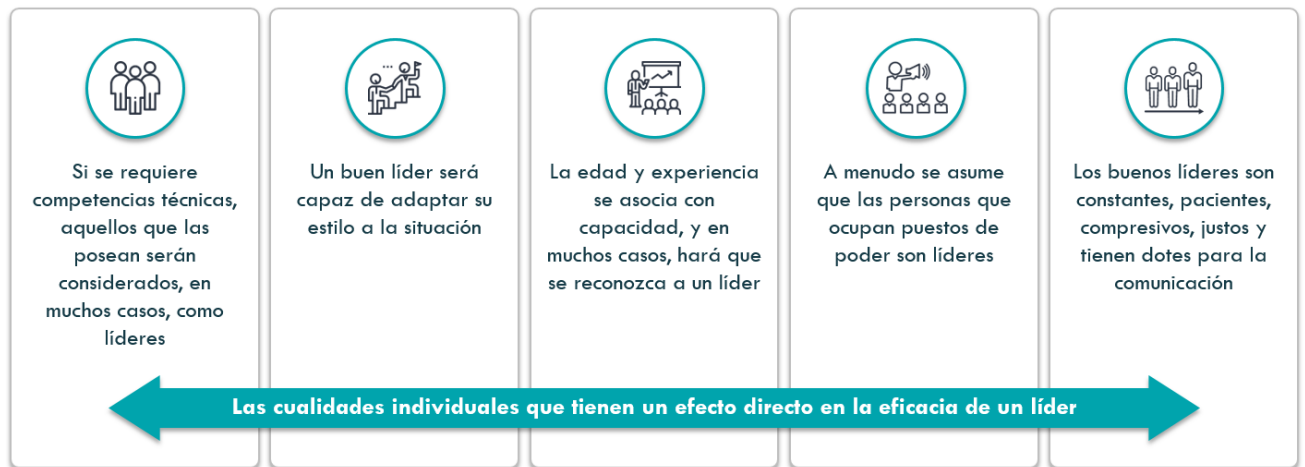 Si se requiere
competencias técnicas,
aquellos que las
posean serán
considerados, en
muchos casos, como
líderes
Un buen líder será
capaz de adaptar su
estilo a la situación
La edad y experiencia
se asocia con
capacidad, y en
muchos casos, hará que
se reconozca a un líder
A menudo se asume
que las personas que
ocupan puestos de
poder son líderes
Los buenos líderes son
constantes, pacientes,
compresivos, justos y
tienen dotes para la
comunicación
Las cualidades individuales que tienen un efecto directo en la eficacia de un líder